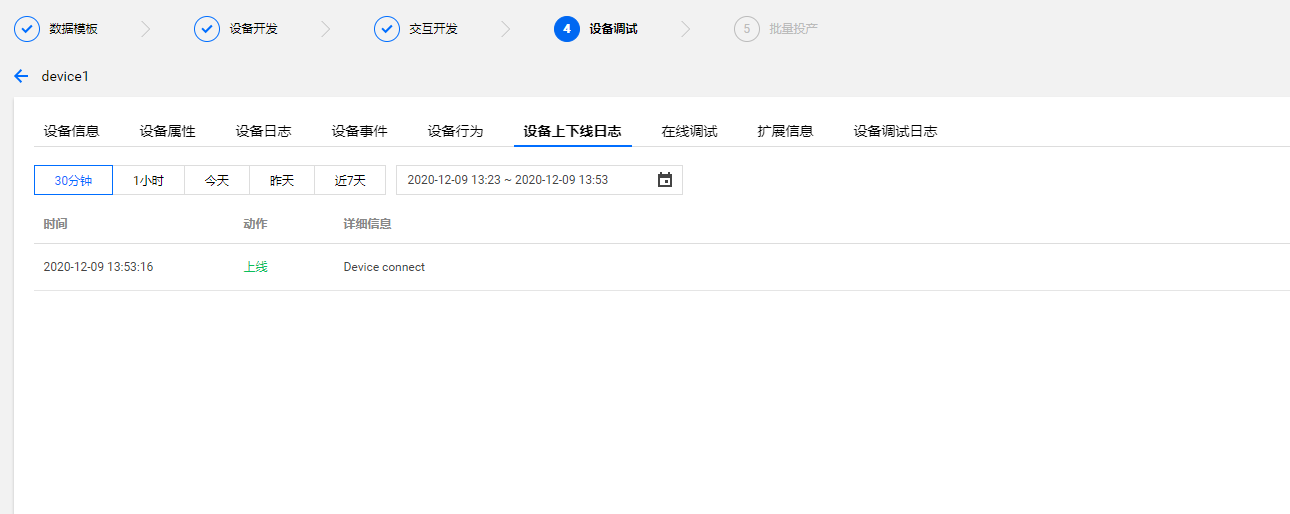 数据模板 设备开发 交互开发 4 设备调试 5 批量投产
device1
设备信息 设备属性 设备日志 设备事件 设备行为 设备上下线日志 在线调试 扩展信息 设备调试日志
30分钟 1小时 今天 昨天 近7天 2020-12-09 13:23 ~ 2020-12-09 13:53
时间 动作 详细信息
2020-12-09 13:53:16 上线 Device connect